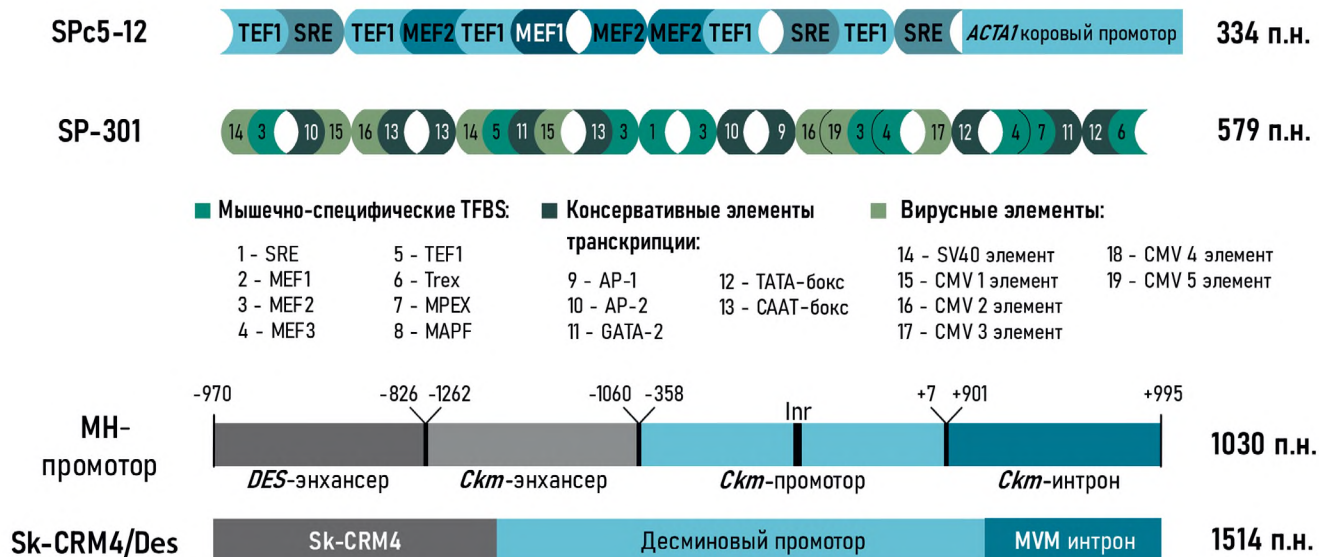 SPc5-12 TEF1 SRE TEF1 MEF2 TEF1 MEF1 MEF2 MEF2 TEF1 SRE TEF1 SRE ACTA1 коровый промотор 334 п.н.
SP-301 14 3 10 15 16 13 13 14 5 11 15 13 3 1 3 10 9 16 19 3 4 17 12 4 7 11 12 6 579 п.н.
Мышечно-специфические TFBS:
1 - SRE
2 - MEF1
3 - MEF2
4 - MEF3
5 - TEF1
6 - Trex
7 - MPEX
8 - MAPF
Консервативные элементы
транскрипции:
9 - AP-1
10 - AP-2
11 - GATA-2
12 - TATA-бокс
13 - CAAT-бокс
Вирусные элементы:
14 - SV40 элемент
15 - CMV 1 элемент
16 - CMV 2 элемент
17 - CMV 3 элемент
18 - CMV 4 элемент
19 - CMV 5 элемент
-970 -826 -1262 -1060 -358 Inr +7 +901 +995
MH-
промотор
1030 п.н.
DES-энхансер Ckm-энхансер Ckm-промотор Ckm-интрон
Sk-CRM4/Des Sk-CRM4 Десминовый промотор MVM интрон 1514 п.н.